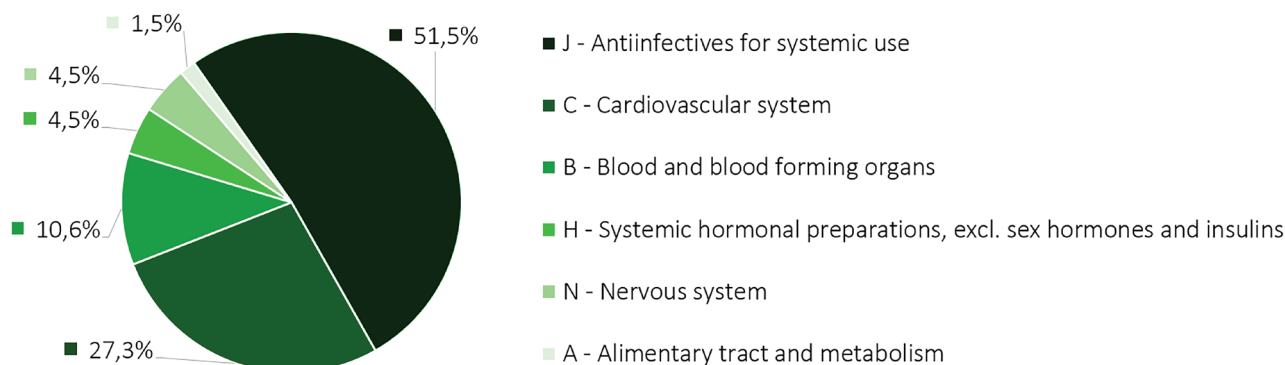 1,5%
51,5%
4,5%
4,5%
10,6%
27,3%
J - Antiinfectives for systemic use
C - Cardiovascular system
B - Blood and blood forming organs
H - Systemic hormonal preparations, excl. sex hormones and insulins
N - Nervous system
A - Alimentary tract and metabolism